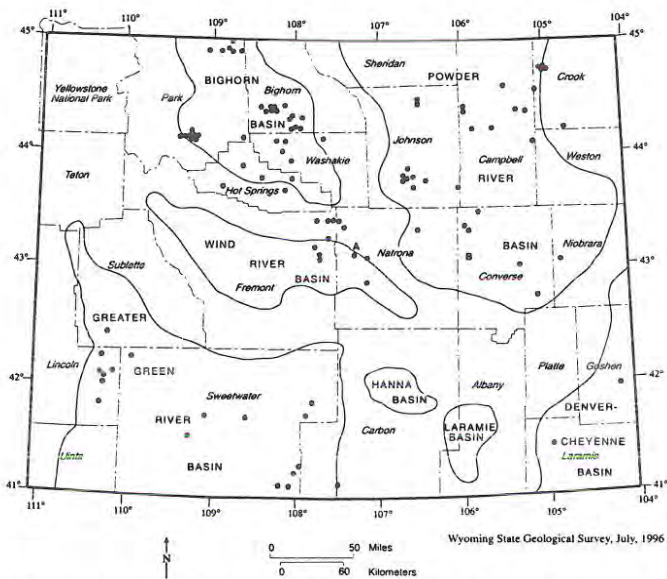 45° 111° 110° 109° 108° 107° 106° 105° 104° 45°
Sheridan
Crook
Yellowstone
National Park
BIGHORN
POWDER
Park
Bighorn
BASIN
Johnson
44° 44°
Washakie
Campbell
Weston
Teton
Hot Springs
RIVER
WIND
A
Natrona
BASIN
Niobrara
43° 43°
Sublatte
RIVER
B
Converse
BASIN
Fremont
GREATER
Lincoln
GREEN
HANNA
BASIN
Albany
Platte
Goshen
42° 42°
Sweetwater
DENVER-
RIVER
Carbon
LARAMIE
BASIN
CHEYENNE
Uinta
Laramie
BASIN
BASIN
41° 41°
111° 110° 109° 108° 107° 106° 105° 104°
Wyoming State Geological Survey, July, 1996
N
0 50 Miles
0 60 Kilometers